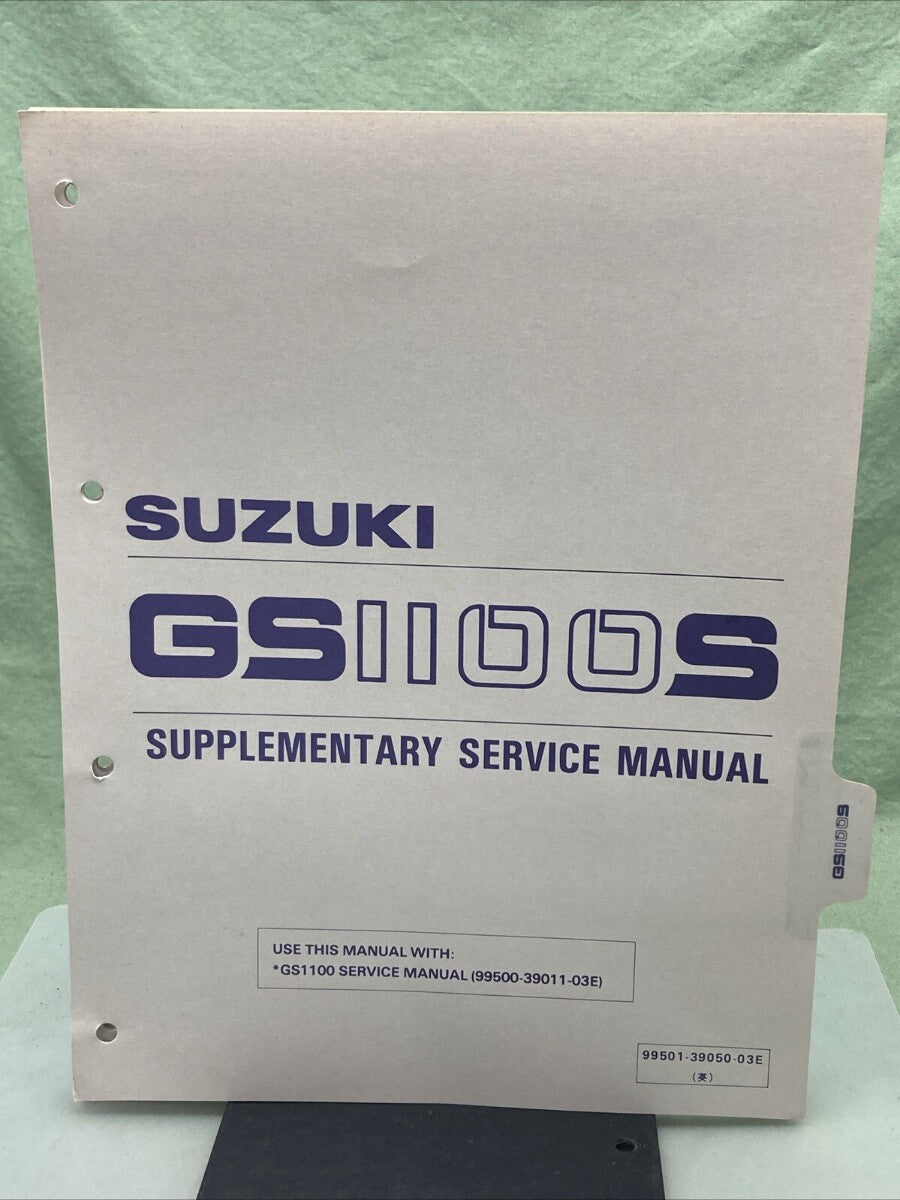 SUZUKI
GS1100S
SUPPLEMENTARY SERVICE MANUAL
GS1100S
USE THIS MANUAL WITH:
*GS1100 SERVICE MANUAL (99500-39011-03E)
99501-39050-03E
(英)